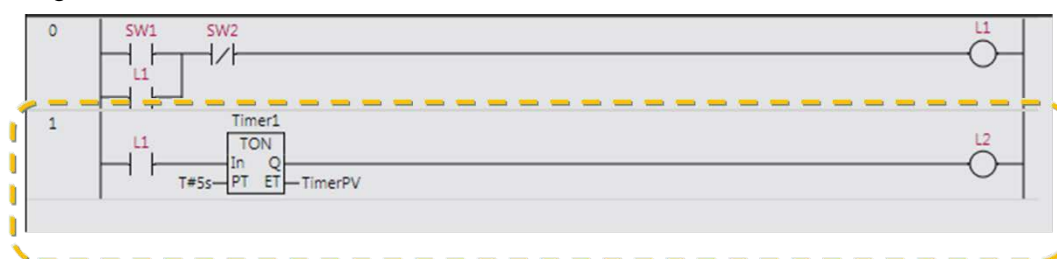 0 SW1 SW2 L1
L1
1 Timer1
L1 TON L2
In Q
T#5s PT ET TimerPV